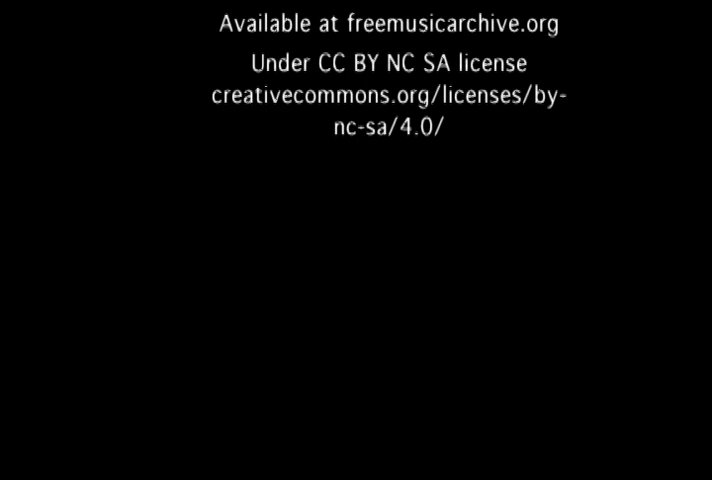 Available at freemusicarchive.org
Under CC BY NC SA license
creativecommons.org/licenses/by-
nc-sa/4.0/